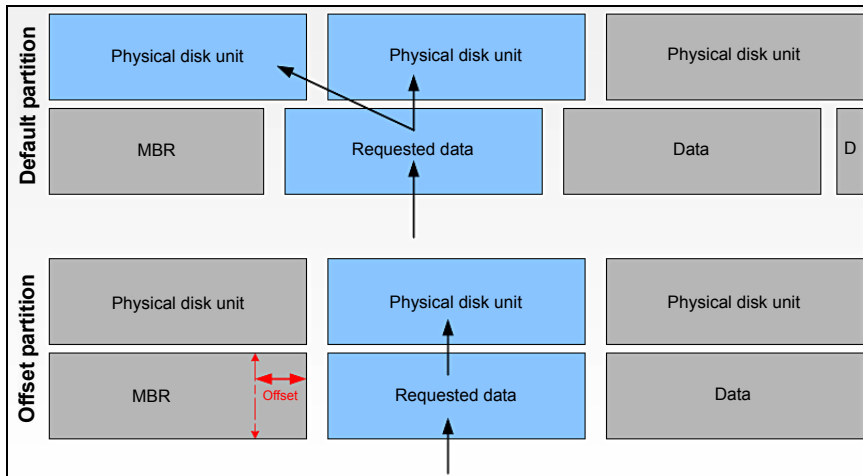 Default partition
Physical disk unit
Physical disk unit
Physical disk unit
MBR
Requested data
Data
D
Offset partition
Physical disk unit
Physical disk unit
Physical disk unit
MBR
Offset
Requested data
Data